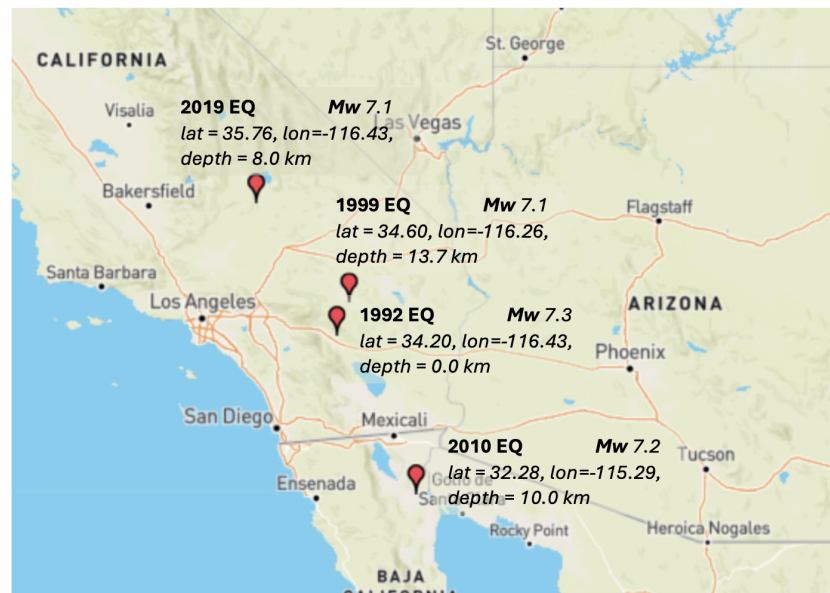 St. George
CALIFORNIA
2019 EQ Mw 7.1
Visalia
Las Vegas
lat = 35.76, lon=-116.43,
depth = 8.0 km
Bakersfield
1999 EQ Mw 7.1
Flagstaff
lat = 34.60, lon=-116.26,
depth = 13.7 km
Santa Barbara
Los Angeles
ARIZONA
1992 EQ Mw 7.3
lat = 34.20, lon=-116.43,
Phoenix
depth = 0.0 km
San Diego
Mexicali
2010 EQ Mw 7.2
Tucson
lat = 32.28, lon=-115.29,
Ensenada
Golfo de
depth = 10.0 km
Rocky Point
Heroica Nogales
BAJA
CALIFORNIA